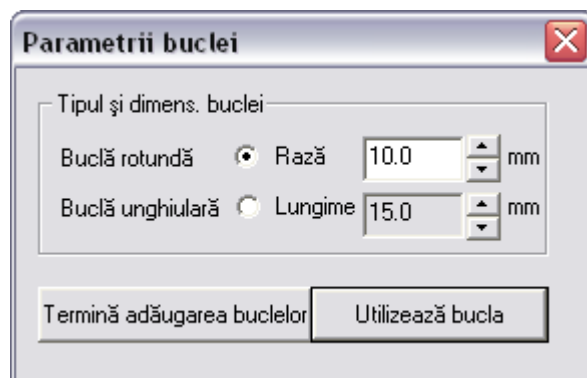 Parametrii buclei
Tipul şi dimens. buclei
Buclă rotundă Rază 10.0 mm
Buclă unghiulară Lungime 15.0 mm
Termină adăugarea buclelor Utilizează bucla